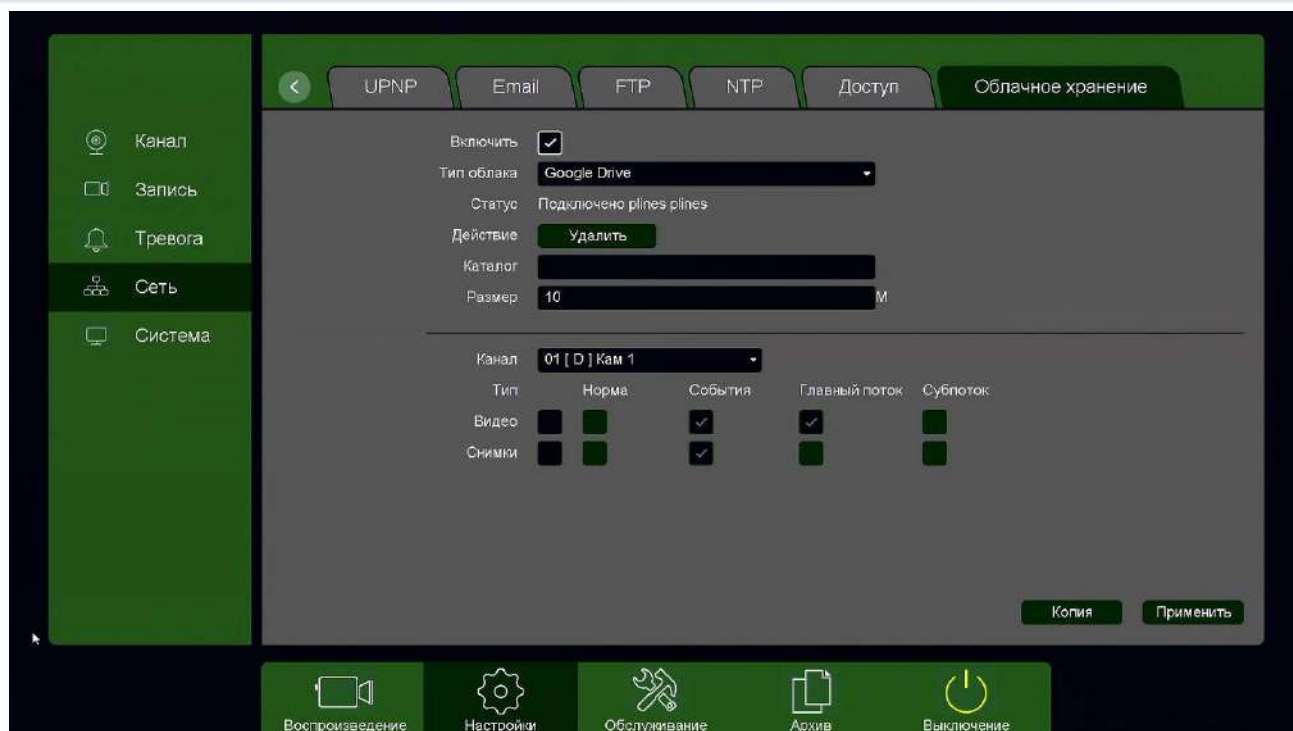 UPNP Email FTP NTP Доступ Облачное хранение
Канал
Запись
Тревога
Сеть
Система
Включить
Тип облака Google Drive
Статус Подключено plines plines
Действие Удалить
Каталог
Размер 10 M
Канал 01 [ D ] Кам 1
Тип Норма События Главный поток Субпоток
Видео
Снимки
Копия Применить
Воспроизведение Настройки Обслуживание Архив Выключение